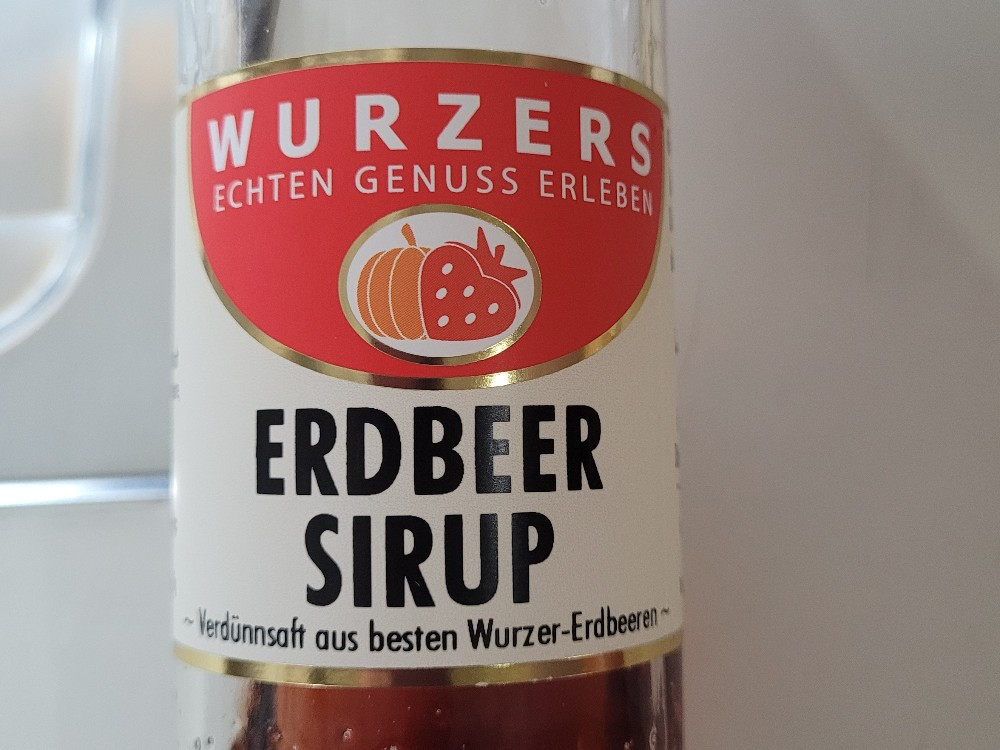 WURZERS
ECHTEN GENUSS ERLEBEN
ERDBEER
SIRUP
~ Verdünnsaft aus besten Wurzer-Erdbeeren ~